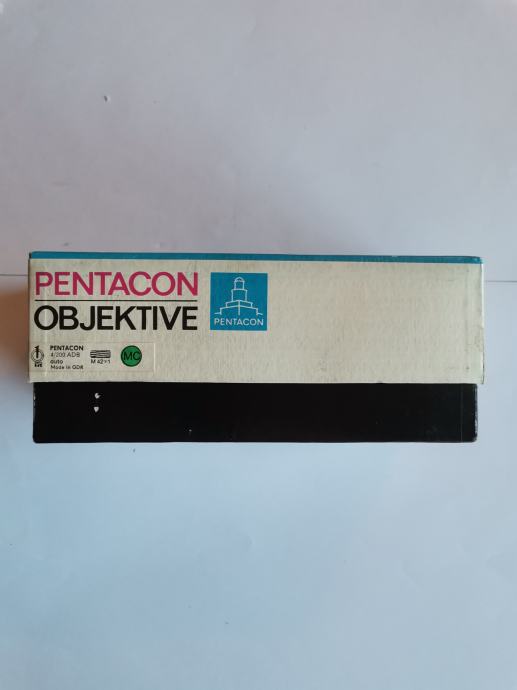 PENTACON
OBJEKTIVE
PENTACON
PENTACON
4/200 ADB
auto
Made in GDR
M 42×1
MC